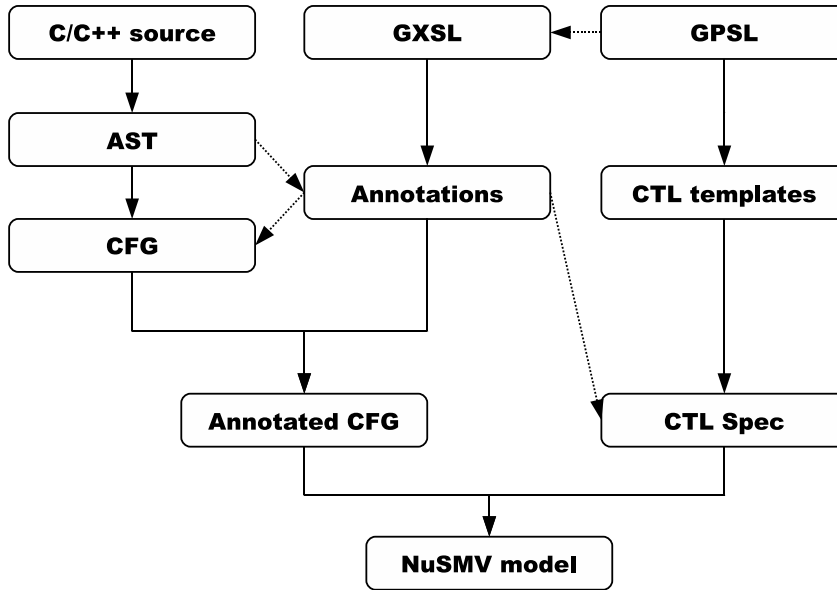 C/C++ source
GXSL
GPSL
AST
Annotations
CTL templates
CFG
Annotated CFG
CTL Spec
NuSMV model